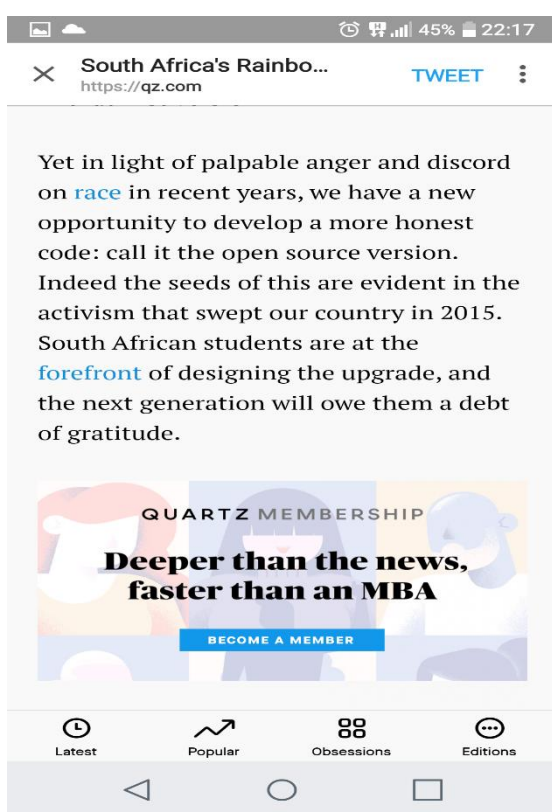 45% 22:17
South Africa's Rainbo...
https://qz.com
TWEET
Yet in light of palpable anger and discord
on race in recent years, we have a new
opportunity to develop a more honest
code: call it the open source version.
Indeed the seeds of this are evident in the
activism that swept our country in 2015.
South African students are at the
forefront of designing the upgrade, and
the next generation will owe them a debt
of gratitude.
QUARTZ MEMBERSHIP
Deeper than the news,
faster than an MBA
BECOME A MEMBER
Latest Popular Obsessions Editions